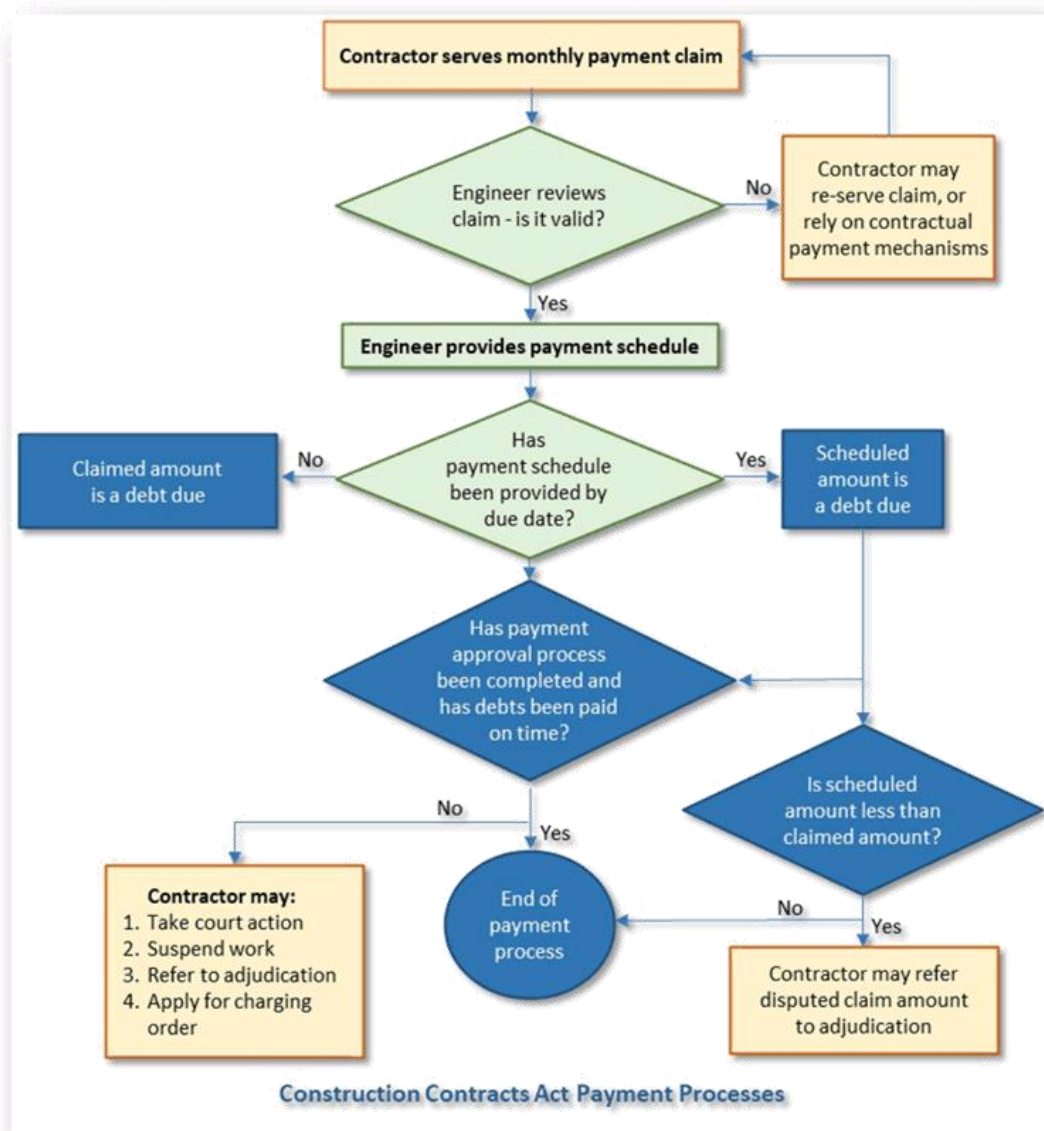 Contractor serves monthly payment claim
Engineer reviews
claim - is it valid?
No
Contractor may
re-serve claim, or
rely on contractual
payment mechanisms
Yes
Engineer provides payment schedule
Has
payment schedule
been provided by
due date?
No
Claimed amount
is a debt due
Yes
Scheduled
amount is
a debt due
Has payment
approval process
been completed and
has debts been paid
on time?
Is scheduled
amount less than
claimed amount?
No
Yes
Contractor may:
1. Take court action
2. Suspend work
3. Refer to adjudication
4. Apply for charging
order
End of
payment
process
No
Yes
Contractor may refer
disputed claim amount
to adjudication
Construction Contracts Act Payment Processes